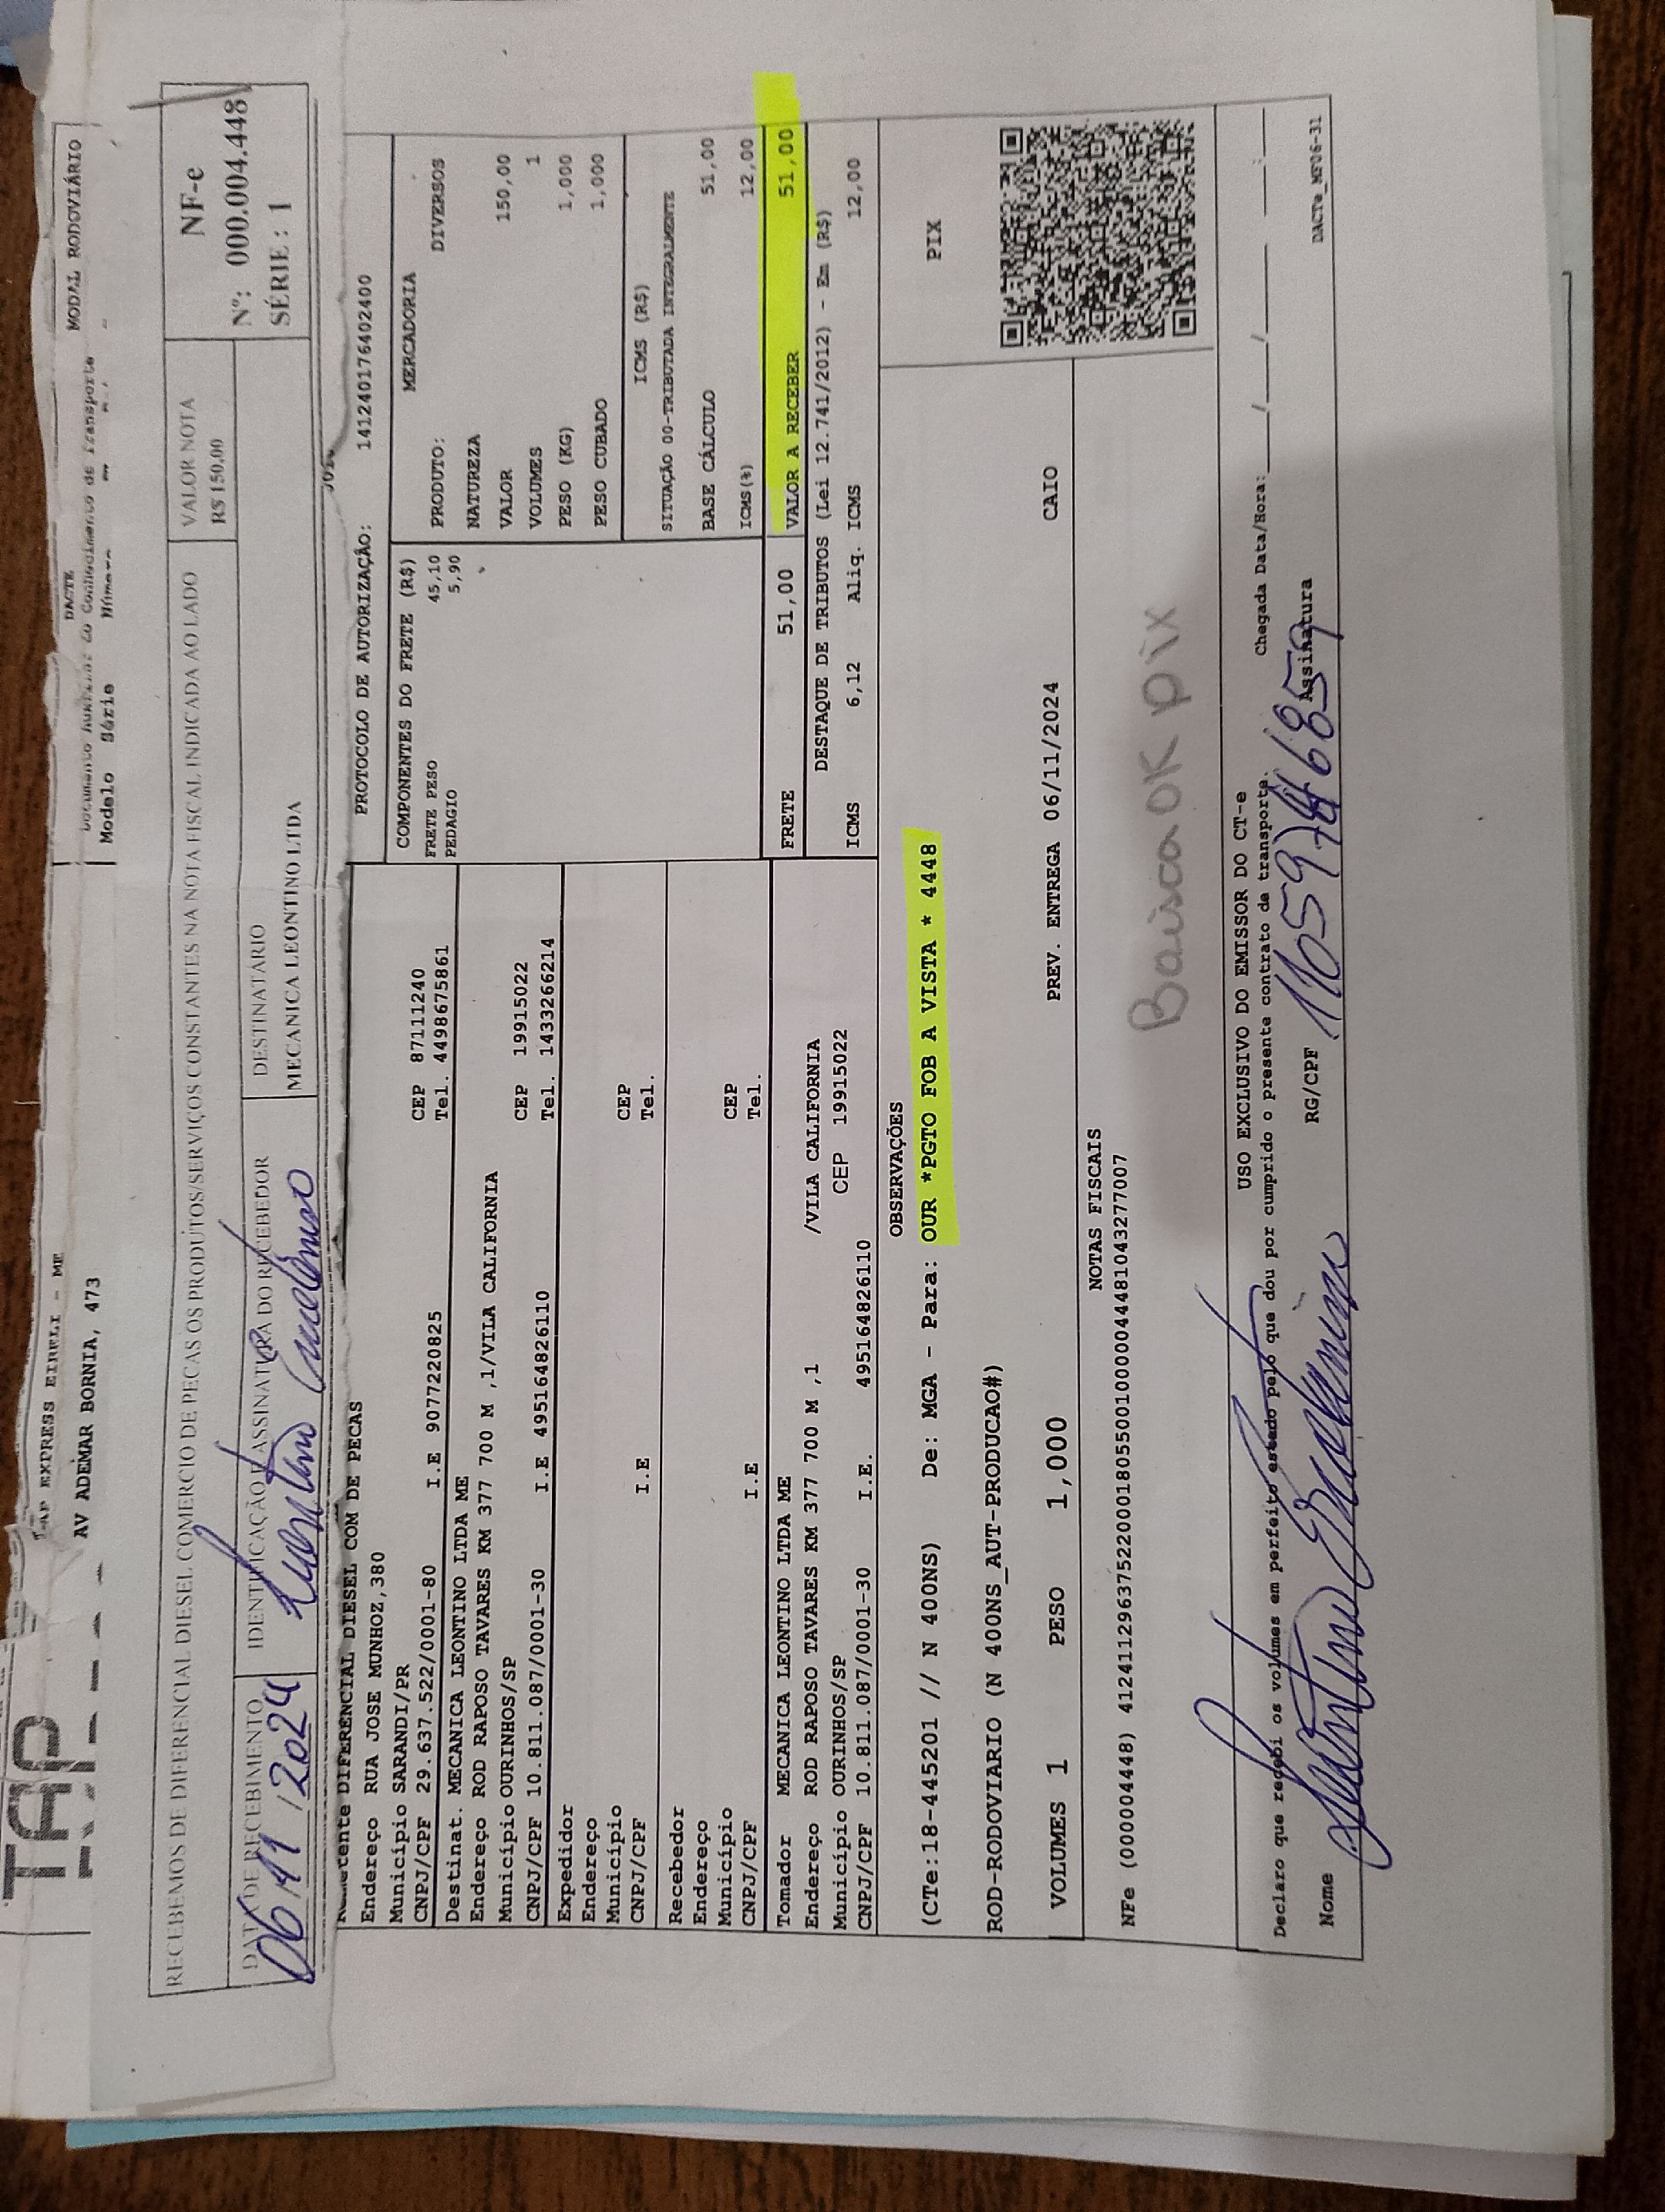 TAP
TAP EXPRESS EIRELI - ME
AV ADEMAR BORNIA, 473
DACTE
MODAL RODOVIÁRIO
Modelo Série
RECEBEMOS DE DIFERENCIAL DESEL COMERCIO DE PECAS OS PRODUTOS/SERVIÇOS CONSTANTES NA NOTA FISCAL INDICADA AO LADO
VALOR NOTA
R$ 150,00
NF-e
Nº: 000.004.448
SÉRIE : 1
DATA DE RECEBIMENTO
06/11/2024
IDENTIFICAÇÃO E ASSINATURA DO RECEBEDOR
DESTINATÁRIO
MECANICA LEONTINO LTDA
PROTOCOLO DE AUTORIZAÇÃO: 141240176402400
DIFERENCIAL DIESEL COM DE PECAS
Endereço RUA JOSE MUNHOZ,380
Município SARANDI/PR CEP 87111240
CNPJ/CPF 29.637.522/0001-80 I.E 9077220825 Tel. 44986758​61
Destinat. MECANICA LEONTINO LTDA ME
Endereço ROD RAPOSO TAVARES KM 377 700 M ,1/VILA CALIFORNIA
Município OURINHOS/SP CEP 19915022
CNPJ/CPF 10.811.087/0001-30 I.E 495164826110 Tel. 1433266214
Expedidor
Endereço
Município CEP
CNPJ/CPF I.E Tel.
Recebedor
Endereço
Município CEP
CNPJ/CPF I.E Tel.
Tomador MECANICA LEONTINO LTDA ME
Endereço ROD RAPOSO TAVARES KM 377 700 M ,1 /VILA CALIFORNIA
Município OURINHOS/SP CEP 19915022
CNPJ/CPF 10.811.087/0001-30 I.E. 495164826110
COMPONENTES DO FRETE (R$)
FRETE PESO 45,10
PEDAGIO 5,90
MERCADORIA
PRODUTO: DIVERSOS
NATUREZA
VALOR 150,00
VOLUMES 1
PESO (KG) 1,000
PESO CUBADO 1,000
ICMS (R$)
SITUAÇÃO 00-TRIBUTADA INTEGRALMENTE
BASE CÁLCULO 51,00
ICMS(%) 12,00
FRETE 51,00 VALOR A RECEBER 51,00
DESTAQUE DE TRIBUTOS (Lei 12.741/2012) - Em (R$)
ICMS 6,12 Aliq. ICMS 12,00
OBSERVAÇÕES
(CTe:18-445201 // N 400NS) De: MGA - Para: OUR *PGTO FOB A VISTA * 4448
ROD-RODOVIARIO (N 400NS_AUT-PRODUCAO#)
PIX
VOLUMES 1 PESO 1,000 PREV. ENTREGA 06/11/2024 CAIO
NOTAS FISCAIS
NFe (000004448) 41241129637522000180550010000044481043277007
Baixa OK pix
USO EXCLUSIVO DO EMISSOR DO CT-e
Declaro que recebi os volumes em perfeito estado pelo que dou por cumprido o presente contrato de transporte.
Chegada Data/Hora:____/____/____ ___:___
Nome
RG/CPF
Assinatura
DACTe_MF06-31